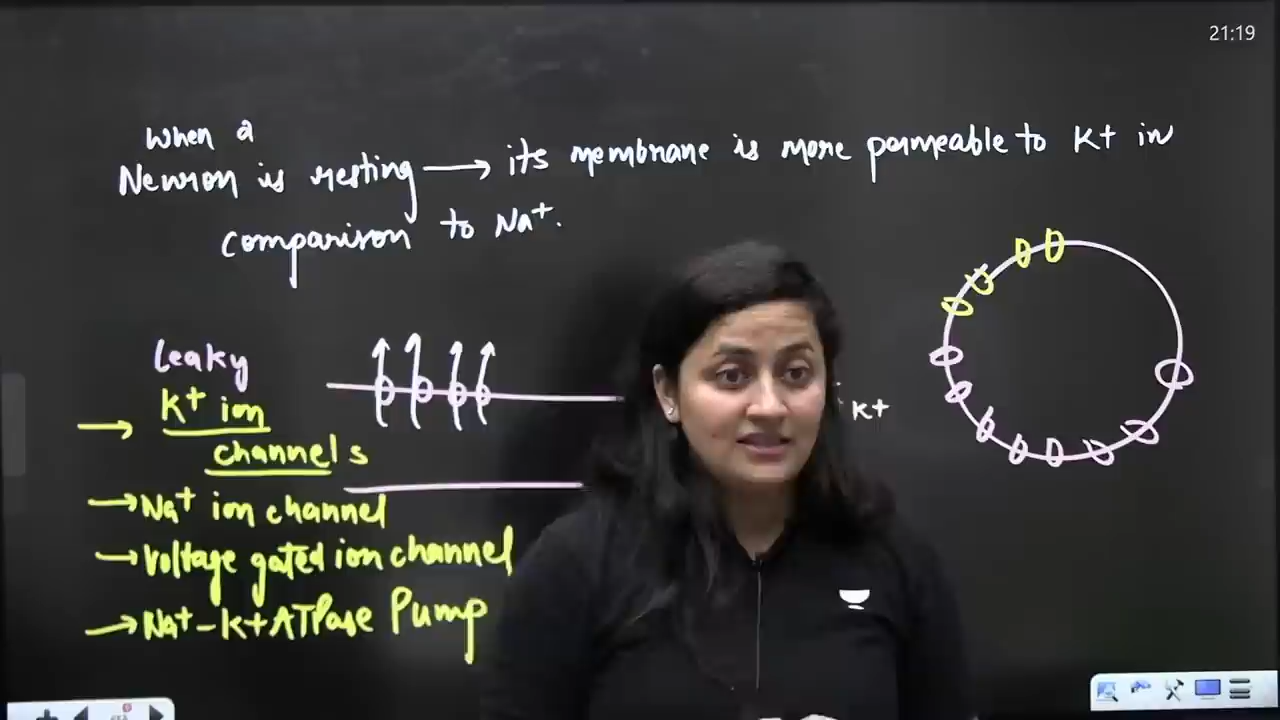 21:19
When a
Neuron is resting → its membrane is more permeable to K+ in
comparison to Na+.
Leaky
→ K+ ion
channels
K+
→ Na+ ion channel
→ Voltage gated ion channel
→ Na+-K+ATPase Pump